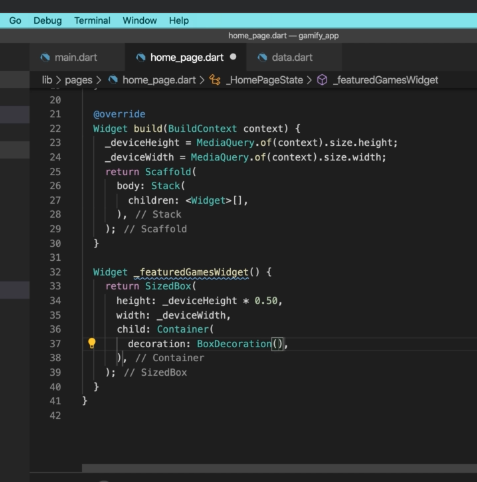 Go Debug Terminal Window Help
home_page.dart — gamify_app
main.dart home_page.dart data.dart
lib > pages > home_page.dart > _HomePageState > _featuredGamesWidget
20
21 @override
22 Widget build(BuildContext context) {
23 _deviceHeight = MediaQuery.of(context).size.height;
24 _deviceWidth = MediaQuery.of(context).size.width;
25 return Scaffold(
26 body: Stack(
27 children: <Widget>[],
28 ), // Stack
29 ); // Scaffold
30 }
31
32 Widget _featuredGamesWidget() {
33 return SizedBox(
34 height: _deviceHeight * 0.50,
35 width: _deviceWidth,
36 child: Container(
37 decoration: BoxDecoration(),
38 ), // Container
39 ); // SizedBox
40 }
41 }
42